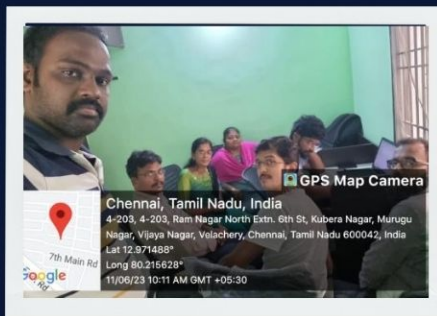 GPS Map Camera
Chennai, Tamil Nadu, India
4-203, 4-203, Ram Nagar North Extn. 6th St, Kubera Nagar, Murugu
Nagar, Vijaya Nagar, Velachery, Chennai, Tamil Nadu 600042, India
Lat 12.971488°
Long 80.215628°
11/06/23 10:11 AM GMT +05:30
7th Main Rd
Google
Rd